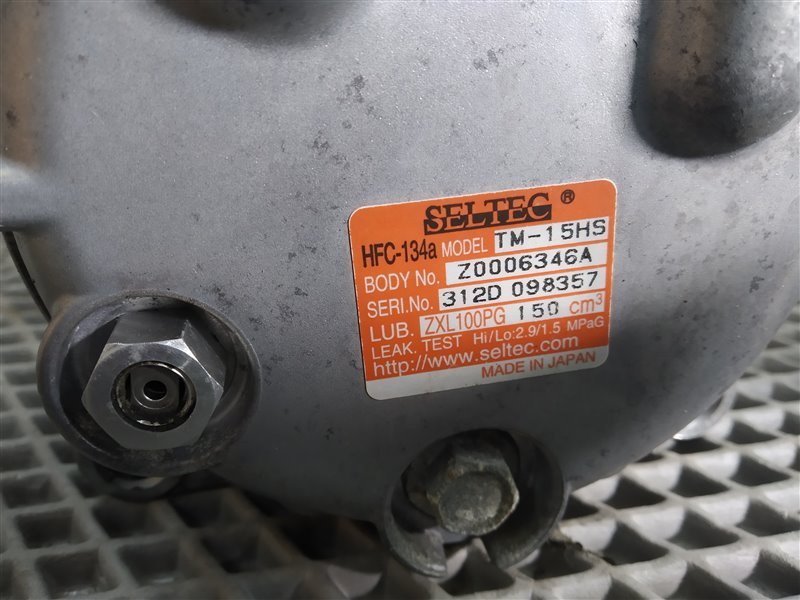 SELTEC ®
HFC-134a MODEL TM-15HS
BODY No. Z0006346A
SERI.No. 312D 098357
LUB. ZXL100PG 150 cm³
LEAK. TEST Hi/Lo:2.9/1.5 MPaG
http://www.seltec.com
MADE IN JAPAN